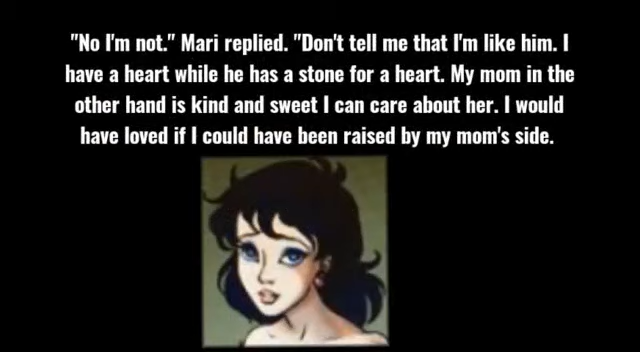 "No I'm not." Mari replied. "Don't tell me that I'm like him. I
have a heart while he has a stone for a heart. My mom in the
other hand is kind and sweet I can care about her. I would
have loved if I could have been raised by my mom's side.